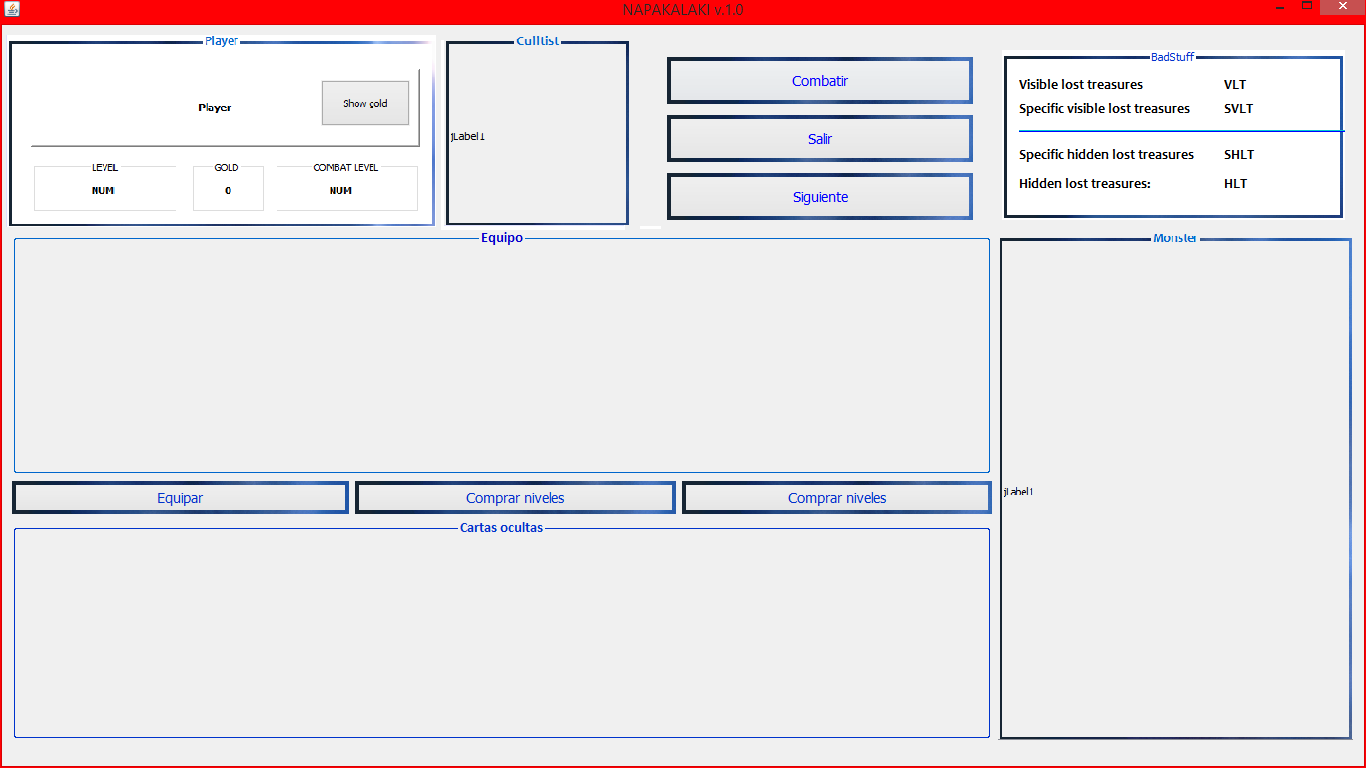 NAPAKALAKI v.1.0
Player
Player
Show gold
LEVEL
NUM
GOLD
0
COMBAT LEVEL
NUM
Culltist
jLabel1
Combatir
Salir
Siguiente
BadStuff
Visible lost treasures VLT
Specific visible lost treasures SVLT
Specific hidden lost treasures SHLT
Hidden lost treasures: HLT
Equipo
Monster
jLabel1
Equipar
Comprar niveles
Comprar niveles
Cartas ocultas